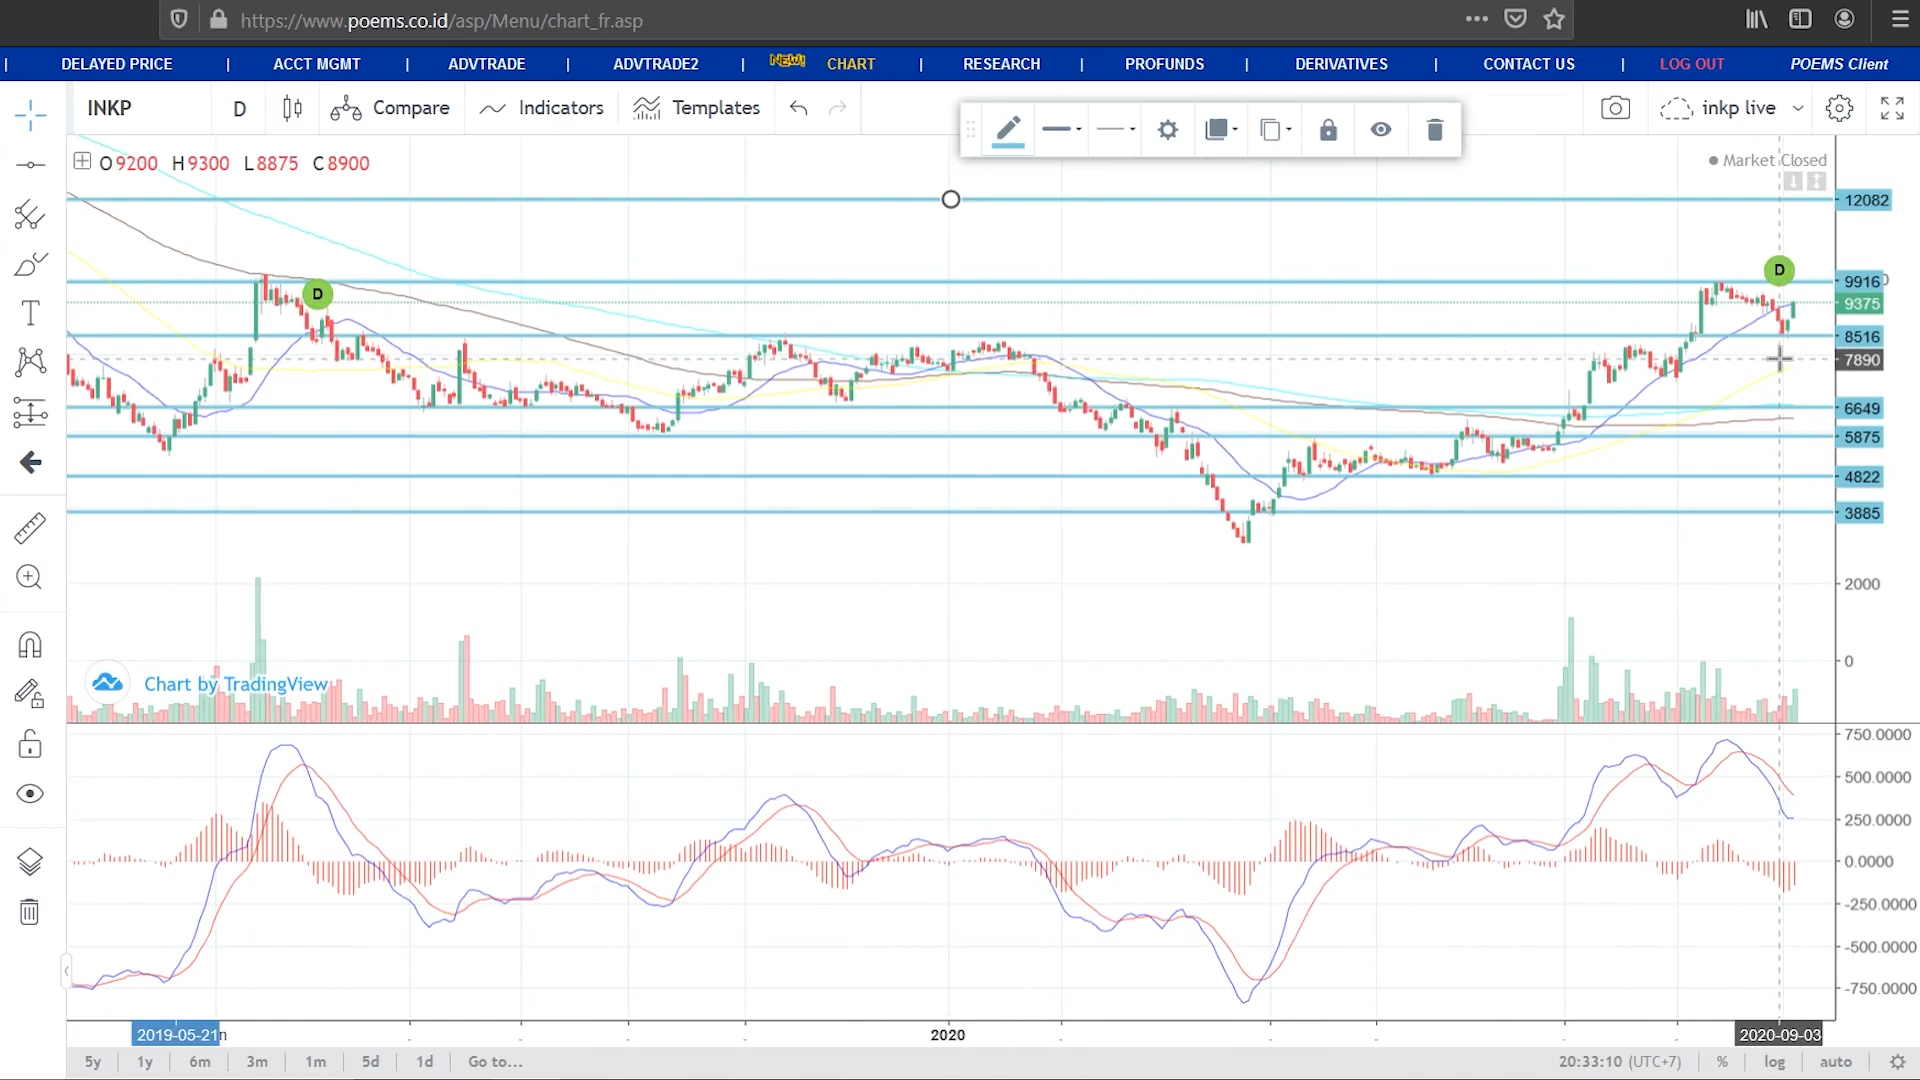 https://www.poems.co.id/asp/Menu/chart_fr.asp
| DELAYED PRICE | ACCT MGMT | ADVTRADE | ADVTRADE2 | NEW! CHART | RESEARCH | PROFUNDS | DERIVATIVES | CONTACT US | LOG OUT POEMS Client
INKP D Compare Indicators Templates inkp live
O9200 H9300 L8875 C8900
Market Closed
12082
D
D
9916
9375
8516
7890
6649
5875
4822
3885
2000
0
Chart by TradingView
750.0000
500.0000
250.0000
0.0000
-250.0000
-500.0000
-750.0000
2019-05-21 2020 2020-09-03
5y 1y 6m 3m 1m 5d 1d Go to... 20:33:10 (UTC+7) % log auto